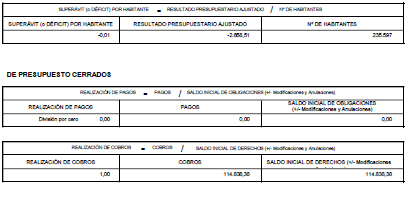 SUPERÁVIT (o DÉFICIT) POR HABITANTE = RESULTADO PRESUPUESTARIO AJUSTADO / Nº DE HABITANTES
SUPERÁVIT (o DÉFICIT) POR HABITANTE RESULTADO PRESUPUESTARIO AJUSTADO Nº DE HABITANTES
-0,01 -2.658,51 235.597
DE PRESUPUESTO CERRADOS
REALIZACIÓN DE PAGOS = PAGOS / SALDO INICIAL DE OBLIGACIONES (+/- Modificaciones y Anulaciones)
REALIZACIÓN DE PAGOS PAGOS SALDO INICIAL DE OBLIGACIONES
(+/- Modificaciones y Anulaciones)
División por cero 0,00 0,00 0,00
REALIZACIÓN DE COBROS = COBROS / SALDO INICIAL DE DERECHOS (+/- Modificaciones y Anulaciones)
REALIZACIÓN DE COBROS COBROS SALDO INICIAL DE DERECHOS (+/- Modificaciones
1,00 114.838,38 114.838,38